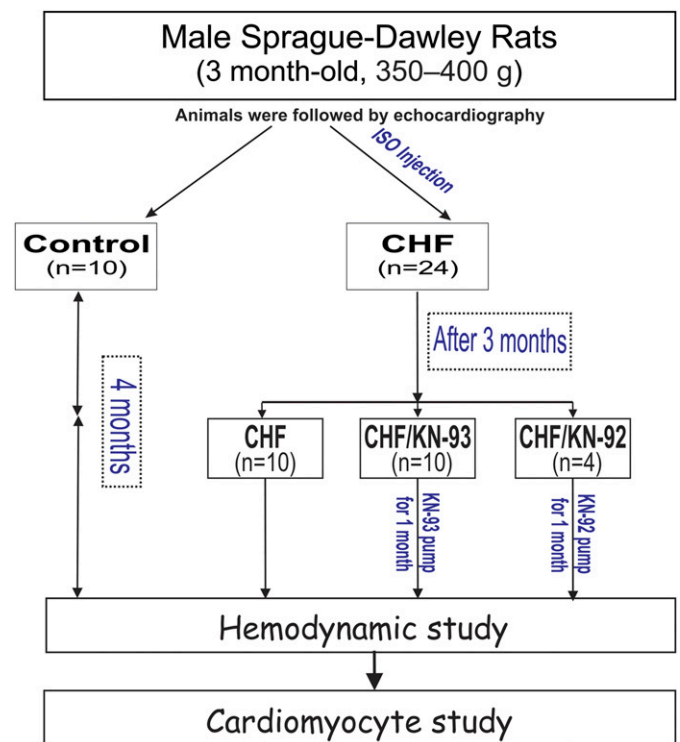 Male Sprague-Dawley Rats
(3 month-old, 350–400 g)
Animals were followed by echocardiography
ISO Injection
Control
(n=10)
CHF
(n=24)
After 3 months
4 months
CHF
(n=10)
CHF/KN-93
(n=10)
CHF/KN-92
(n=4)
KN-93 pump
for 1 month
KN-92 pump
for 1 month
Hemodynamic study
Cardiomyocyte study